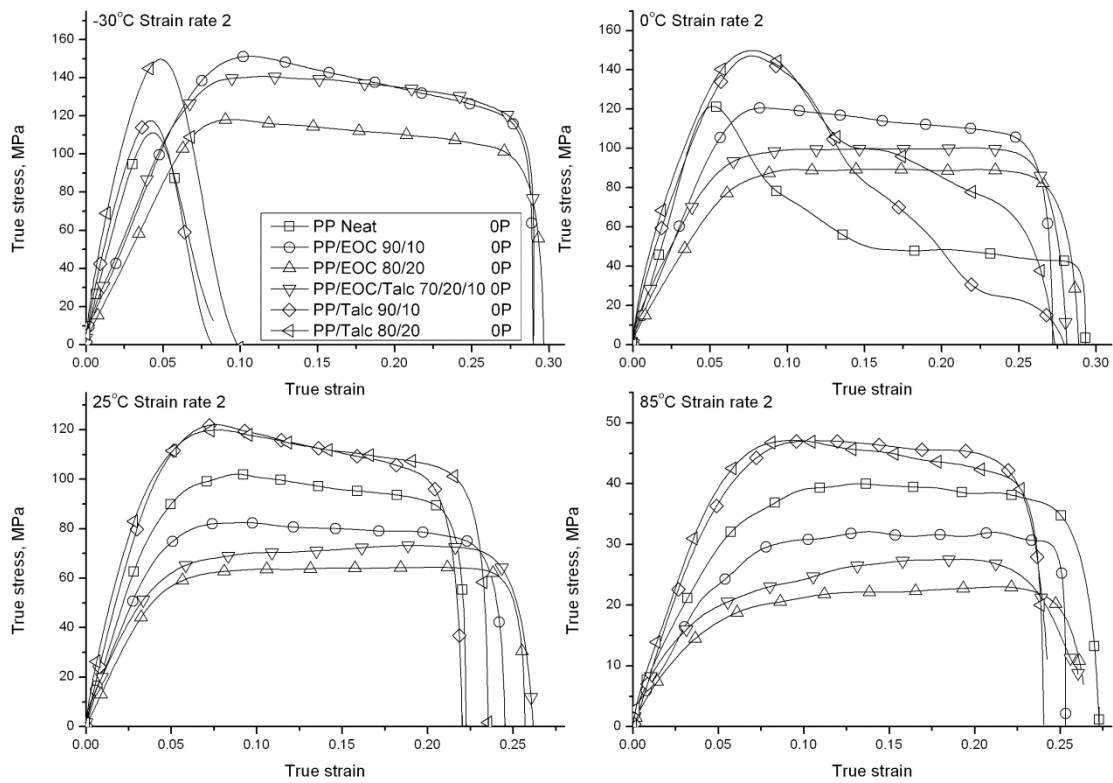 -30°C Strain rate 2
160
140
120
100
80
60
40
20
0
True stress, MPa
0.00 0.05 0.10 0.15 0.20 0.25 0.30
True strain
PP Neat 0P
PP/EOC 90/10 0P
PP/EOC 80/20 0P
PP/EOC/Talc 70/20/10 0P
PP/Talc 90/10 0P
PP/Talc 80/20 0P
0°C Strain rate 2
160
140
120
100
80
60
40
20
0
True stress, MPa
0.00 0.05 0.10 0.15 0.20 0.25 0.30
True strain
25°C Strain rate 2
120
100
80
60
40
20
0
True stress, MPa
0.00 0.05 0.10 0.15 0.20 0.25
True strain
85°C Strain rate 2
50
40
30
20
10
0
True stress, MPa
0.00 0.05 0.10 0.15 0.20 0.25
True strain